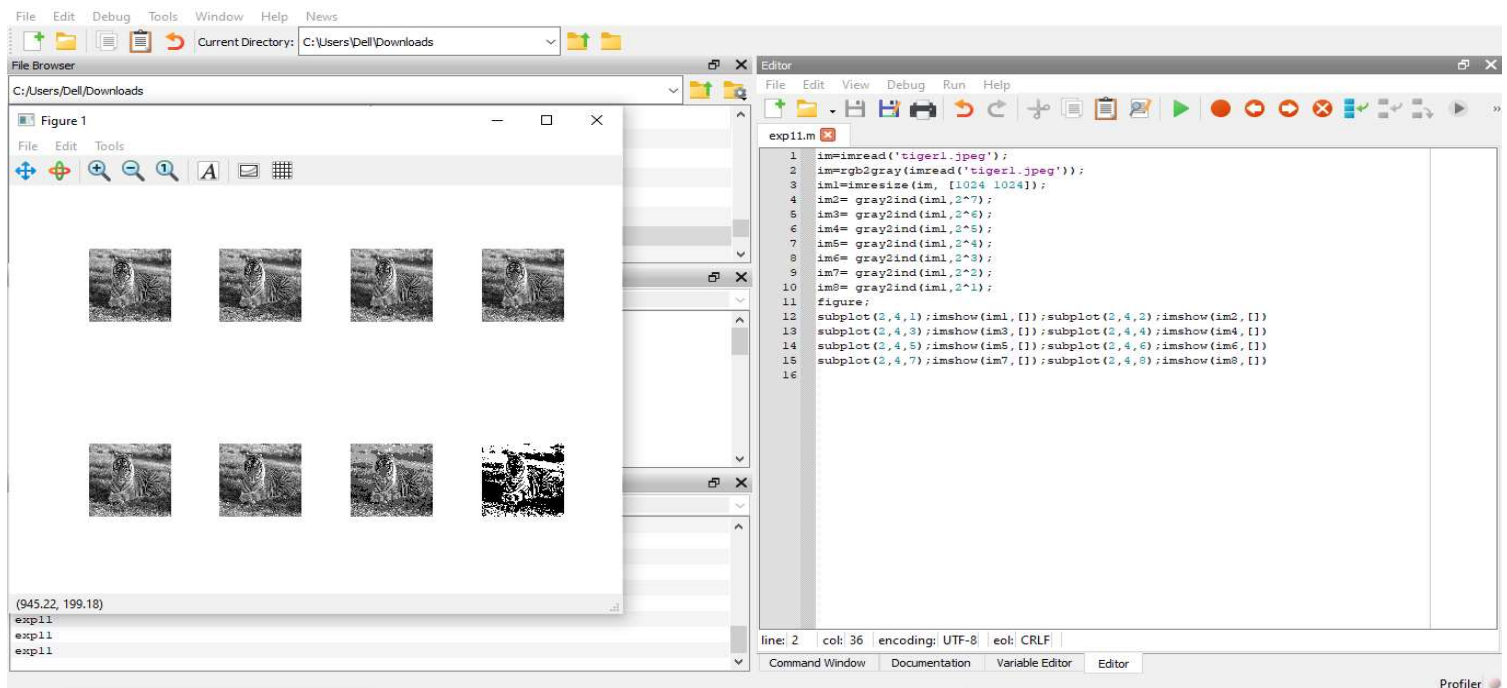 File Edit Debug Tools Window Help News
Current Directory: C:\Users\Dell\Downloads
File Browser
C:/Users/Dell/Downloads
Figure 1
File Edit Tools
A
(945.22, 199.18)
exp11
exp11
exp11
Editor
File Edit View Debug Run Help
exp11.m
1 im=imread('tiger1.jpeg');
2 im=rgb2gray(imread('tiger1.jpeg'));
3 im1=imresize(im, [1024 1024]);
4 im2= gray2ind(im1,2^7);
5 im3= gray2ind(im1,2^6);
6 im4= gray2ind(im1,2^5);
7 im5= gray2ind(im1,2^4);
8 im6= gray2ind(im1,2^3);
9 im7= gray2ind(im1,2^2);
10 im8= gray2ind(im1,2^1);
11 figure;
12 subplot(2,4,1);imshow(im1,[]);subplot(2,4,2);imshow(im2,[])
13 subplot(2,4,3);imshow(im3,[]);subplot(2,4,4);imshow(im4,[])
14 subplot(2,4,5);imshow(im5,[]);subplot(2,4,6);imshow(im6,[])
15 subplot(2,4,7);imshow(im7,[]);subplot(2,4,8);imshow(im8,[])
16
line: 2 col: 36 encoding: UTF-8 eol: CRLF
Command Window Documentation Variable Editor Editor
Profiler